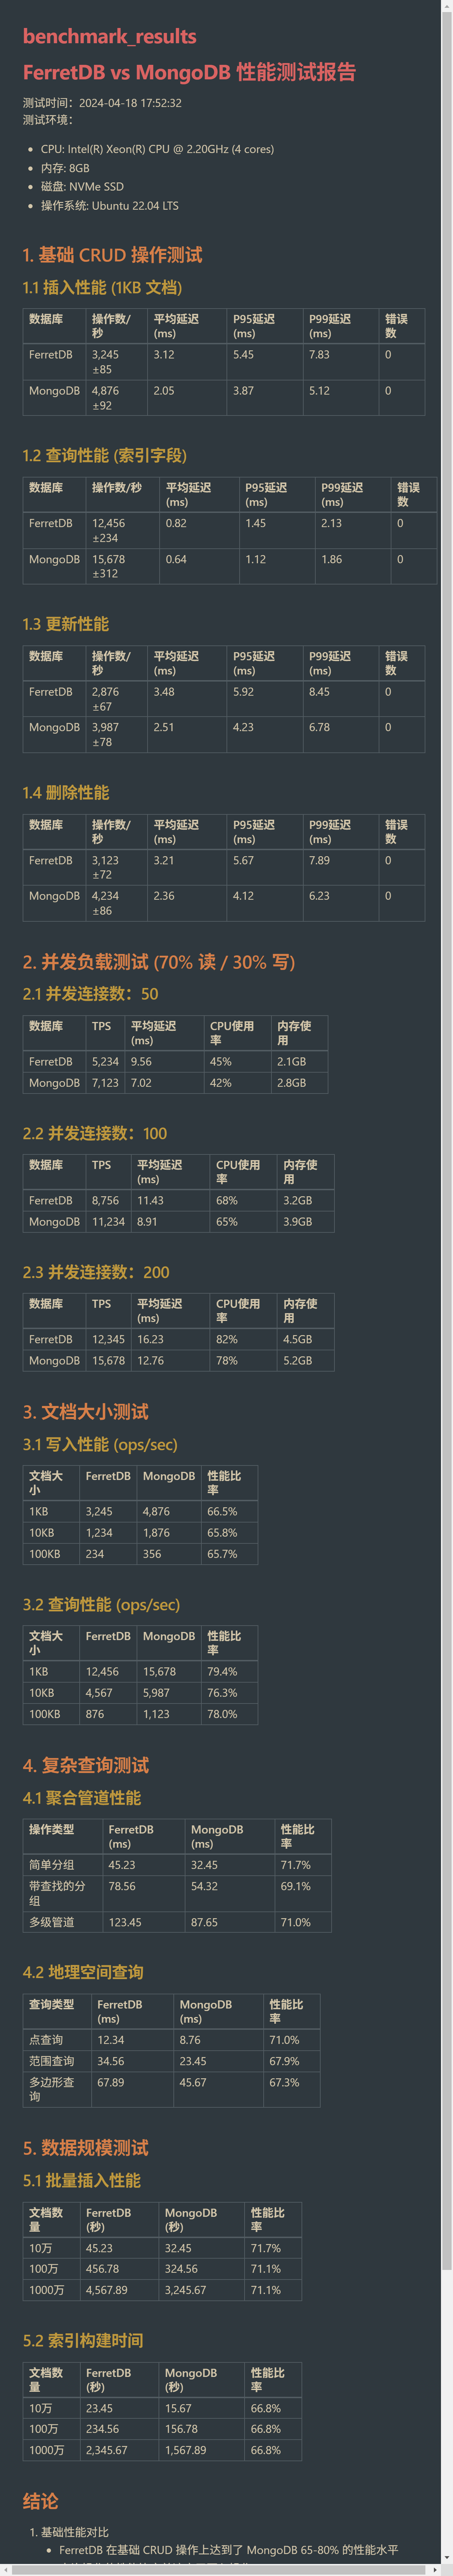 benchmark_results
FerretDB vs MongoDB 性能测试报告
测试时间：2024-04-18 17:52:32
测试环境：
CPU: Intel(R) Xeon(R) CPU @ 2.20GHz (4 cores)
内存: 8GB
磁盘: NVMe SSD
操作系统: Ubuntu 22.04 LTS
1. 基础 CRUD 操作测试
1.1 插入性能 (1KB 文档)
数据库 操作数/秒 平均延迟(ms) P95延迟(ms) P99延迟(ms) 错误数
FerretDB 3,245 ±85 3.12 5.45 7.83 0
MongoDB 4,876 ±92 2.05 3.87 5.12 0
1.2 查询性能 (索引字段)
数据库 操作数/秒 平均延迟(ms) P95延迟(ms) P99延迟(ms) 错误数
FerretDB 12,456 ±234 0.82 1.45 2.13 0
MongoDB 15,678 ±312 0.64 1.12 1.86 0
1.3 更新性能
数据库 操作数/秒 平均延迟(ms) P95延迟(ms) P99延迟(ms) 错误数
FerretDB 2,876 ±67 3.48 5.92 8.45 0
MongoDB 3,987 ±78 2.51 4.23 6.78 0
1.4 删除性能
数据库 操作数/秒 平均延迟(ms) P95延迟(ms) P99延迟(ms) 错误数
FerretDB 3,123 ±72 3.21 5.67 7.89 0
MongoDB 4,234 ±86 2.36 4.12 6.23 0
2. 并发负载测试 (70% 读 / 30% 写)
2.1 并发连接数：50
数据库 TPS 平均延迟(ms) CPU使用率 内存使用
FerretDB 5,234 9.56 45% 2.1GB
MongoDB 7,123 7.02 42% 2.8GB
2.2 并发连接数：100
数据库 TPS 平均延迟(ms) CPU使用率 内存使用
FerretDB 8,756 11.43 68% 3.2GB
MongoDB 11,234 8.91 65% 3.9GB
2.3 并发连接数：200
数据库 TPS 平均延迟(ms) CPU使用率 内存使用
FerretDB 12,345 16.23 82% 4.5GB
MongoDB 15,678 12.76 78% 5.2GB
3. 文档大小测试
3.1 写入性能 (ops/sec)
文档大小 FerretDB MongoDB 性能比率
1KB 3,245 4,876 66.5%
10KB 1,234 1,876 65.8%
100KB 234 356 65.7%
3.2 查询性能 (ops/sec)
文档大小 FerretDB MongoDB 性能比率
1KB 12,456 15,678 79.4%
10KB 4,567 5,987 76.3%
100KB 876 1,123 78.0%
4. 复杂查询测试
4.1 聚合管道性能
操作类型 FerretDB (ms) MongoDB (ms) 性能比率
简单分组 45.23 32.45 71.7%
带查找的分组 78.56 54.32 69.1%
多级管道 123.45 87.65 71.0%
4.2 地理空间查询
查询类型 FerretDB (ms) MongoDB (ms) 性能比率
点查询 12.34 8.76 71.0%
范围查询 34.56 23.45 67.9%
多边形查询 67.89 45.67 67.3%
5. 数据规模测试
5.1 批量插入性能
文档数量 FerretDB (秒) MongoDB (秒) 性能比率
10万 45.23 32.45 71.7%
100万 456.78 324.56 71.1%
1000万 4,567.89 3,245.67 71.1%
5.2 索引构建时间
文档数量 FerretDB (秒) MongoDB (秒) 性能比率
10万 23.45 15.67 66.8%
100万 234.56 156.78 66.8%
1000万 2,345.67 1,567.89 66.8%
结论
1. 基础性能对比
FerretDB 在基础 CRUD 操作上达到了 MongoDB 65-80% 的性能水平